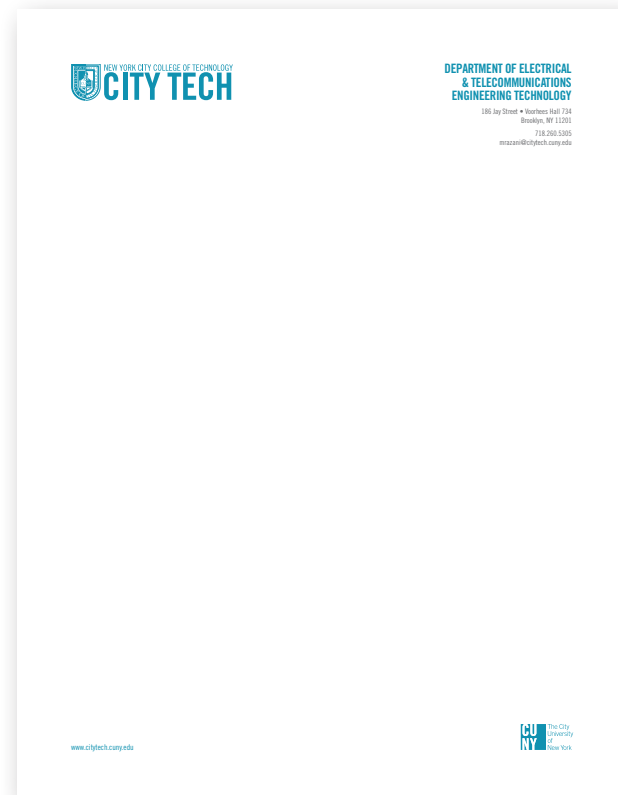 NEW YORK CITY COLLEGE OF TECHNOLOGY
CITY TECH
DEPARTMENT OF ELECTRICAL
& TELECOMMUNICATIONS
ENGINEERING TECHNOLOGY
186 Jay Street • Voorhees Hall 734
Brooklyn, NY 11201
718.260.5305
mrazani@citytech.cuny.edu
www.citytech.cuny.edu
CU
NY
The City
University
of
New York